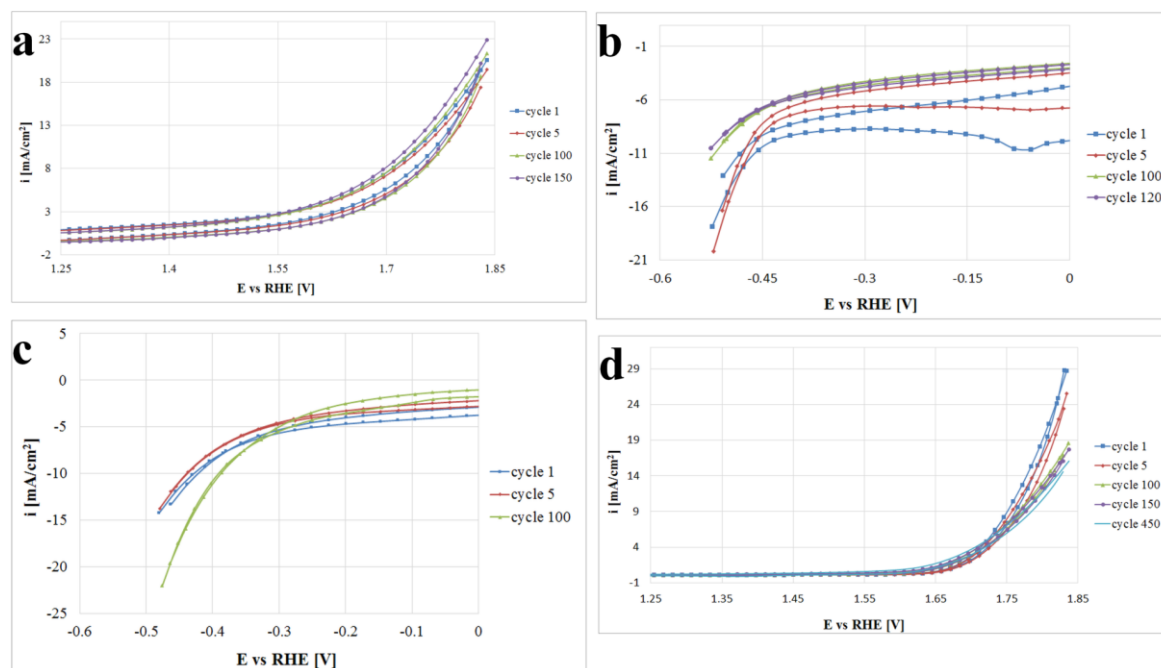 a
i [mA/cm²]
23
18
13
8
3
-2
1.25
1.4
1.55
1.7
1.85
E vs RHE [V]
cycle 1
cycle 5
cycle 100
cycle 150
b
i [mA/cm²]
-1
-6
-11
-16
-21
-0.6
-0.45
-0.3
-0.15
0
E vs RHE [V]
cycle 1
cycle 5
cycle 100
cycle 120
c
i [mA/cm²]
5
0
-5
-10
-15
-20
-25
-0.6
-0.5
-0.4
-0.3
-0.2
-0.1
0
E vs RHE [V]
cycle 1
cycle 5
cycle 100
d
i [mA/cm²]
29
24
19
14
9
4
-1
1.25
1.35
1.45
1.55
1.65
1.75
1.85
E vs RHE [V]
cycle 1
cycle 5
cycle 100
cycle 150
cycle 450